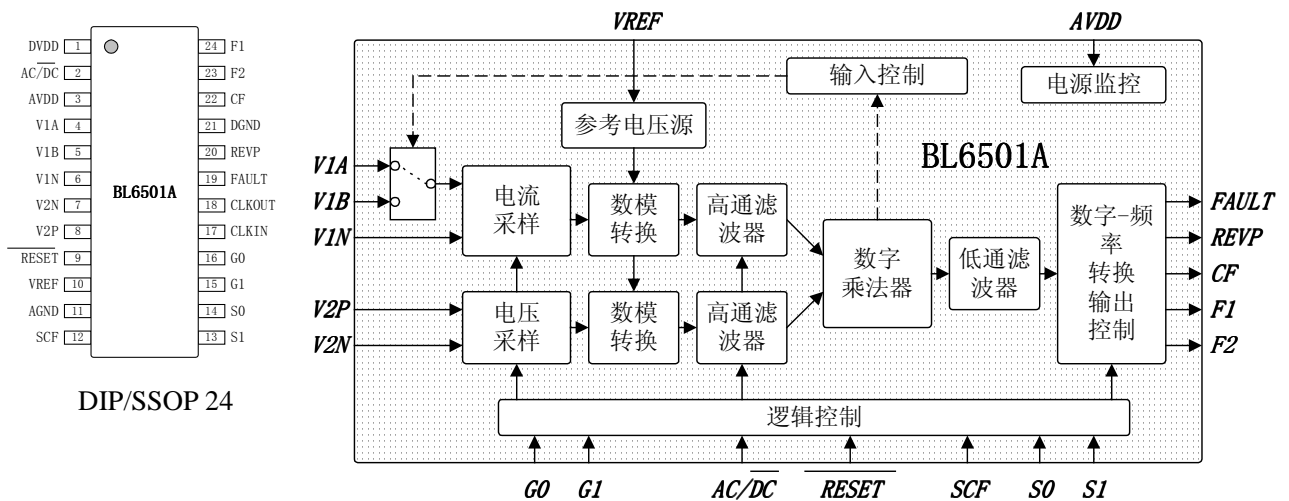 DVDD 1
AC/DC 2
AVDD 3
V1A 4
V1B 5
V1N 6
V2N 7
V2P 8
RESET 9
VREF 10
AGND 11
SCF 12
BL6501A
24 F1
23 F2
22 CF
21 DGND
20 REVP
19 FAULT
18 CLKOUT
17 CLKIN
16 G0
15 G1
14 S0
13 S1
DIP/SSOP 24
VREF
AVDD
输入控制
电源监控
参考电压源
BL6501A
V1A
V1B
V1N
V2P
V2N
电流
采样
数模
转换
高通滤
波器
电压
采样
数模
转换
高通滤
波器
数字
乘法器
低通滤
波器
数字-频
率
转换
输出
控制
FAULT
REVP
CF
F1
F2
逻辑控制
G0
G1
AC/DC
RESET
SCF
S0
S1